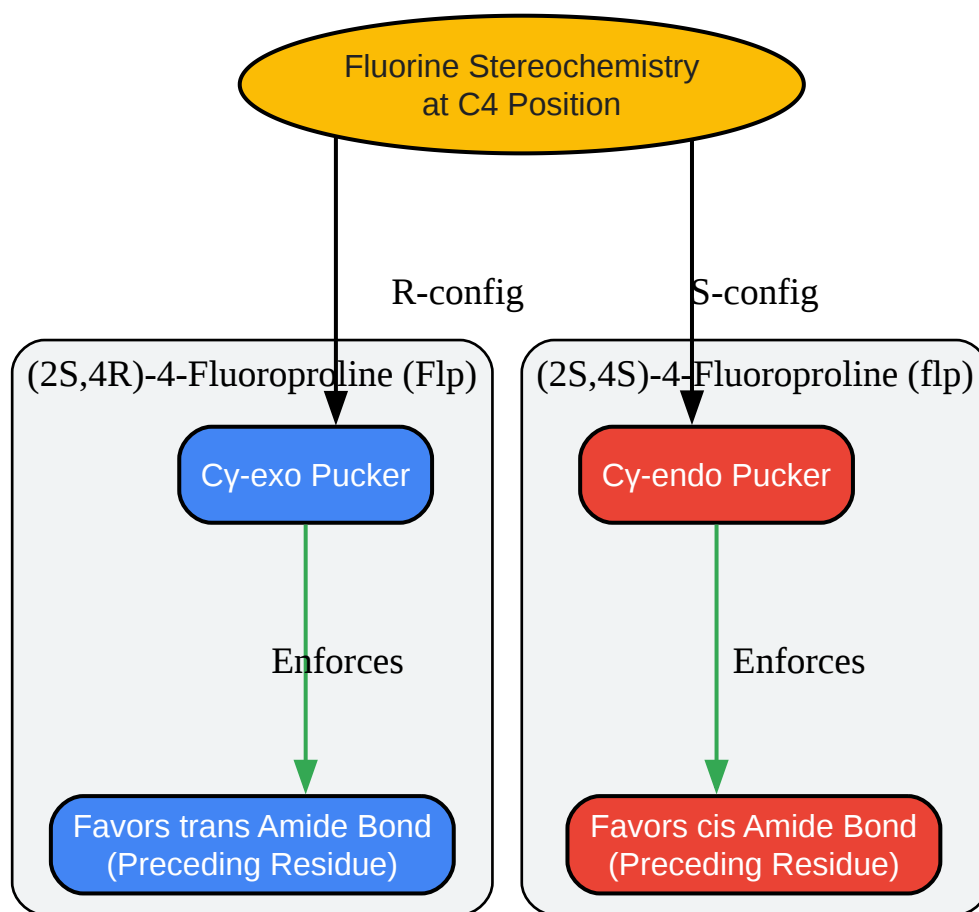 Fluorine Stereochemistry
at C4 Position
R-config
S-config
(2S,4R)-4-Fluoroproline (Flp)
(2S,4S)-4-Fluoroproline (flp)
Cγ-exo Pucker
Cγ-endo Pucker
Enforces
Enforces
Favors trans Amide Bond
(Preceding Residue)
Favors cis Amide Bond
(Preceding Residue)